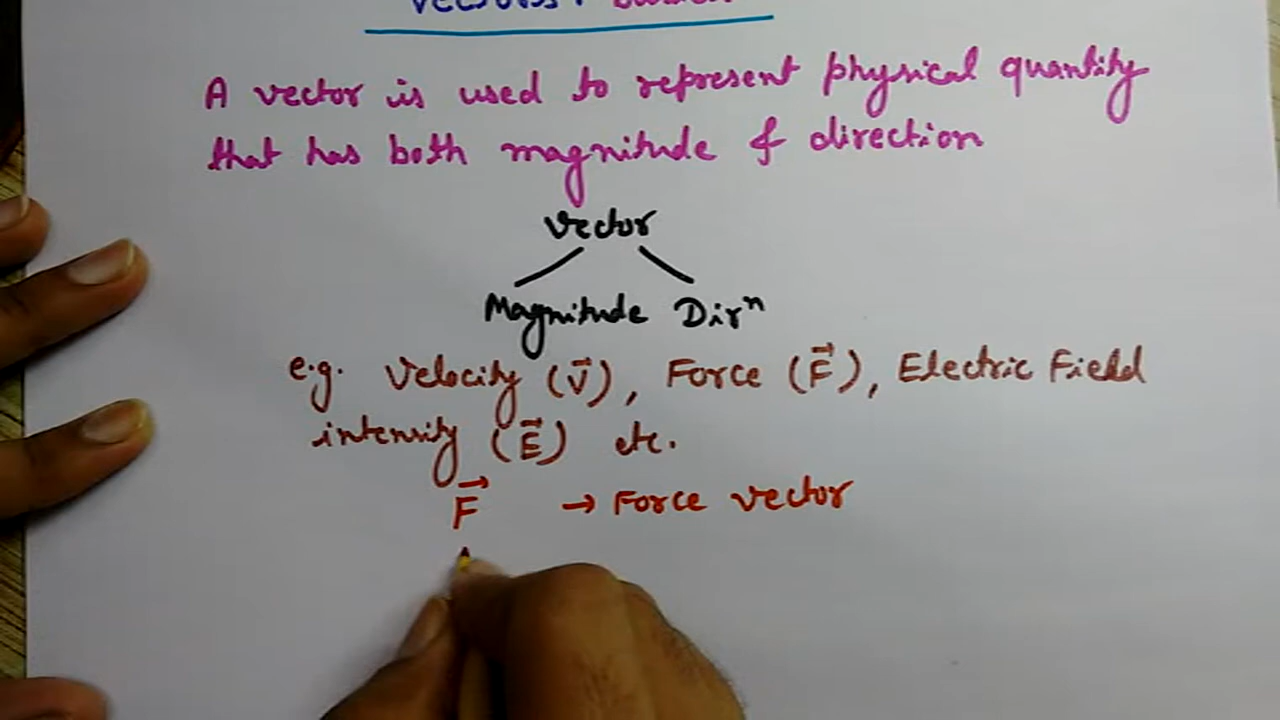 A vector is used to represent physical quantity
that has both magnitude & direction
Vector
Magnitude Dirⁿ
e.g. Velocity (V⃗), Force (F⃗), Electric Field
intensity (E⃗) etc.
F⃗ → Force vector